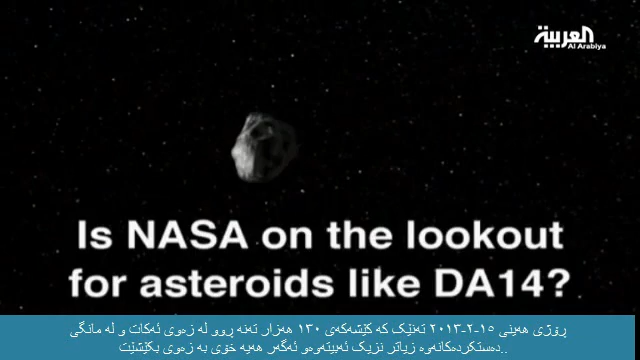 العربية
Al Arabiya
Is NASA on the lookout
for asteroids like DA14?
ڕۆژی هەینی ١٥-٢-٢٠١٣ تەنێک کە کێشەکەی ١٣٠ هەزار تەنە ڕوو لە زەوی ئەکات و لە مانگی
دەستکردەکانەوە زیاتر نزیک ئەبیتەوەو ئەگەر هەیە خۆی بە زەوی بکێشێت..